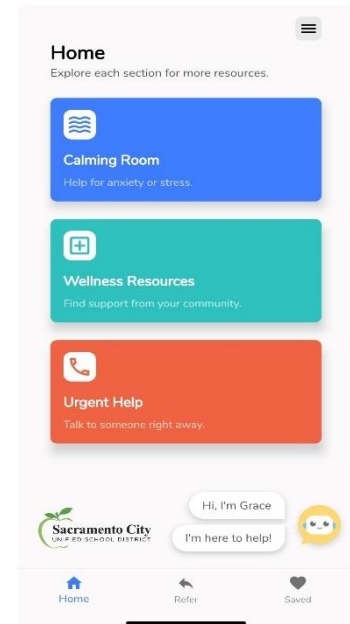 Home
Explore each section for more resources.
Calming Room
Help for anxiety or stress.
Wellness Resources
Find support from your community.
Urgent Help
Talk to someone right away.
Hi, I'm Grace
Sacramento City
UNIFIED SCHOOL DISTRICT
I'm here to help!
Home
Refer
Saved